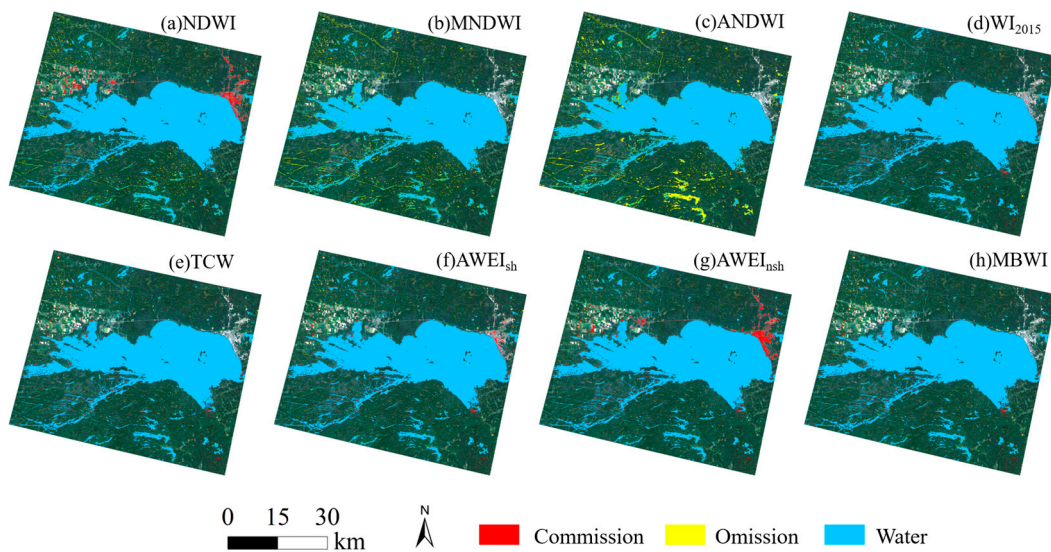 (a)NDWI
(b)MNDWI
(c)ANDWI
(d)WI2015
(e)TCW
(f)AWEIsh
(g)AWEInsh
(h)MBWI
0 15 30
km
N
Commission
Omission
Water